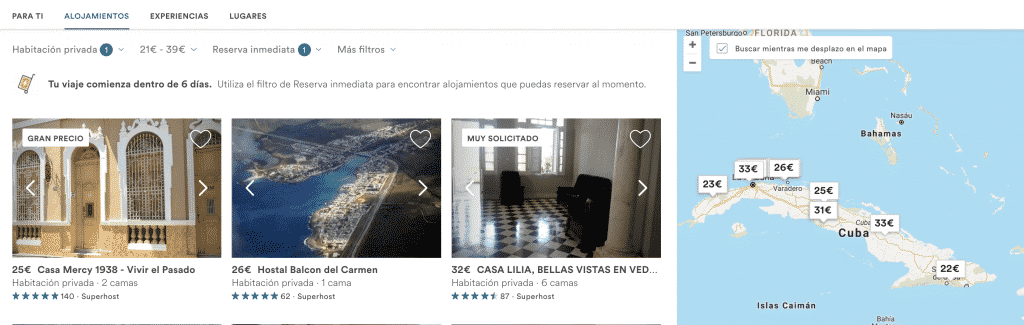 PARA TI ALOJAMIENTOS EXPERIENCIAS LUGARES
Habitación privada 1 21€ - 39€ Reserva inmediata 1 Más filtros
Tu viaje comienza dentro de 6 días. Utiliza el filtro de Reserva inmediata para encontrar alojamientos que puedas reservar al momento.
GRAN PRECIO
MUY SOLICITADO
25€ Casa Mercy 1938 - Vivir el Pasado
Habitación privada · 2 camas
140 · Superhost
26€ Hostal Balcon del Carmen
Habitación privada · 1 cama
62 · Superhost
32€ CASA LILIA, BELLAS VISTAS EN VED...
Habitación privada · 6 camas
87 · Superhost
San Petersburgo FLORIDA
+
Buscar mientras me desplazo en el mapa
−
Beach
Miami
Nasáu
Bahamas
33€ 26€
23€
Varadero
25€
31€
33€
Cuba
22€
Islas Caimán
Bahía